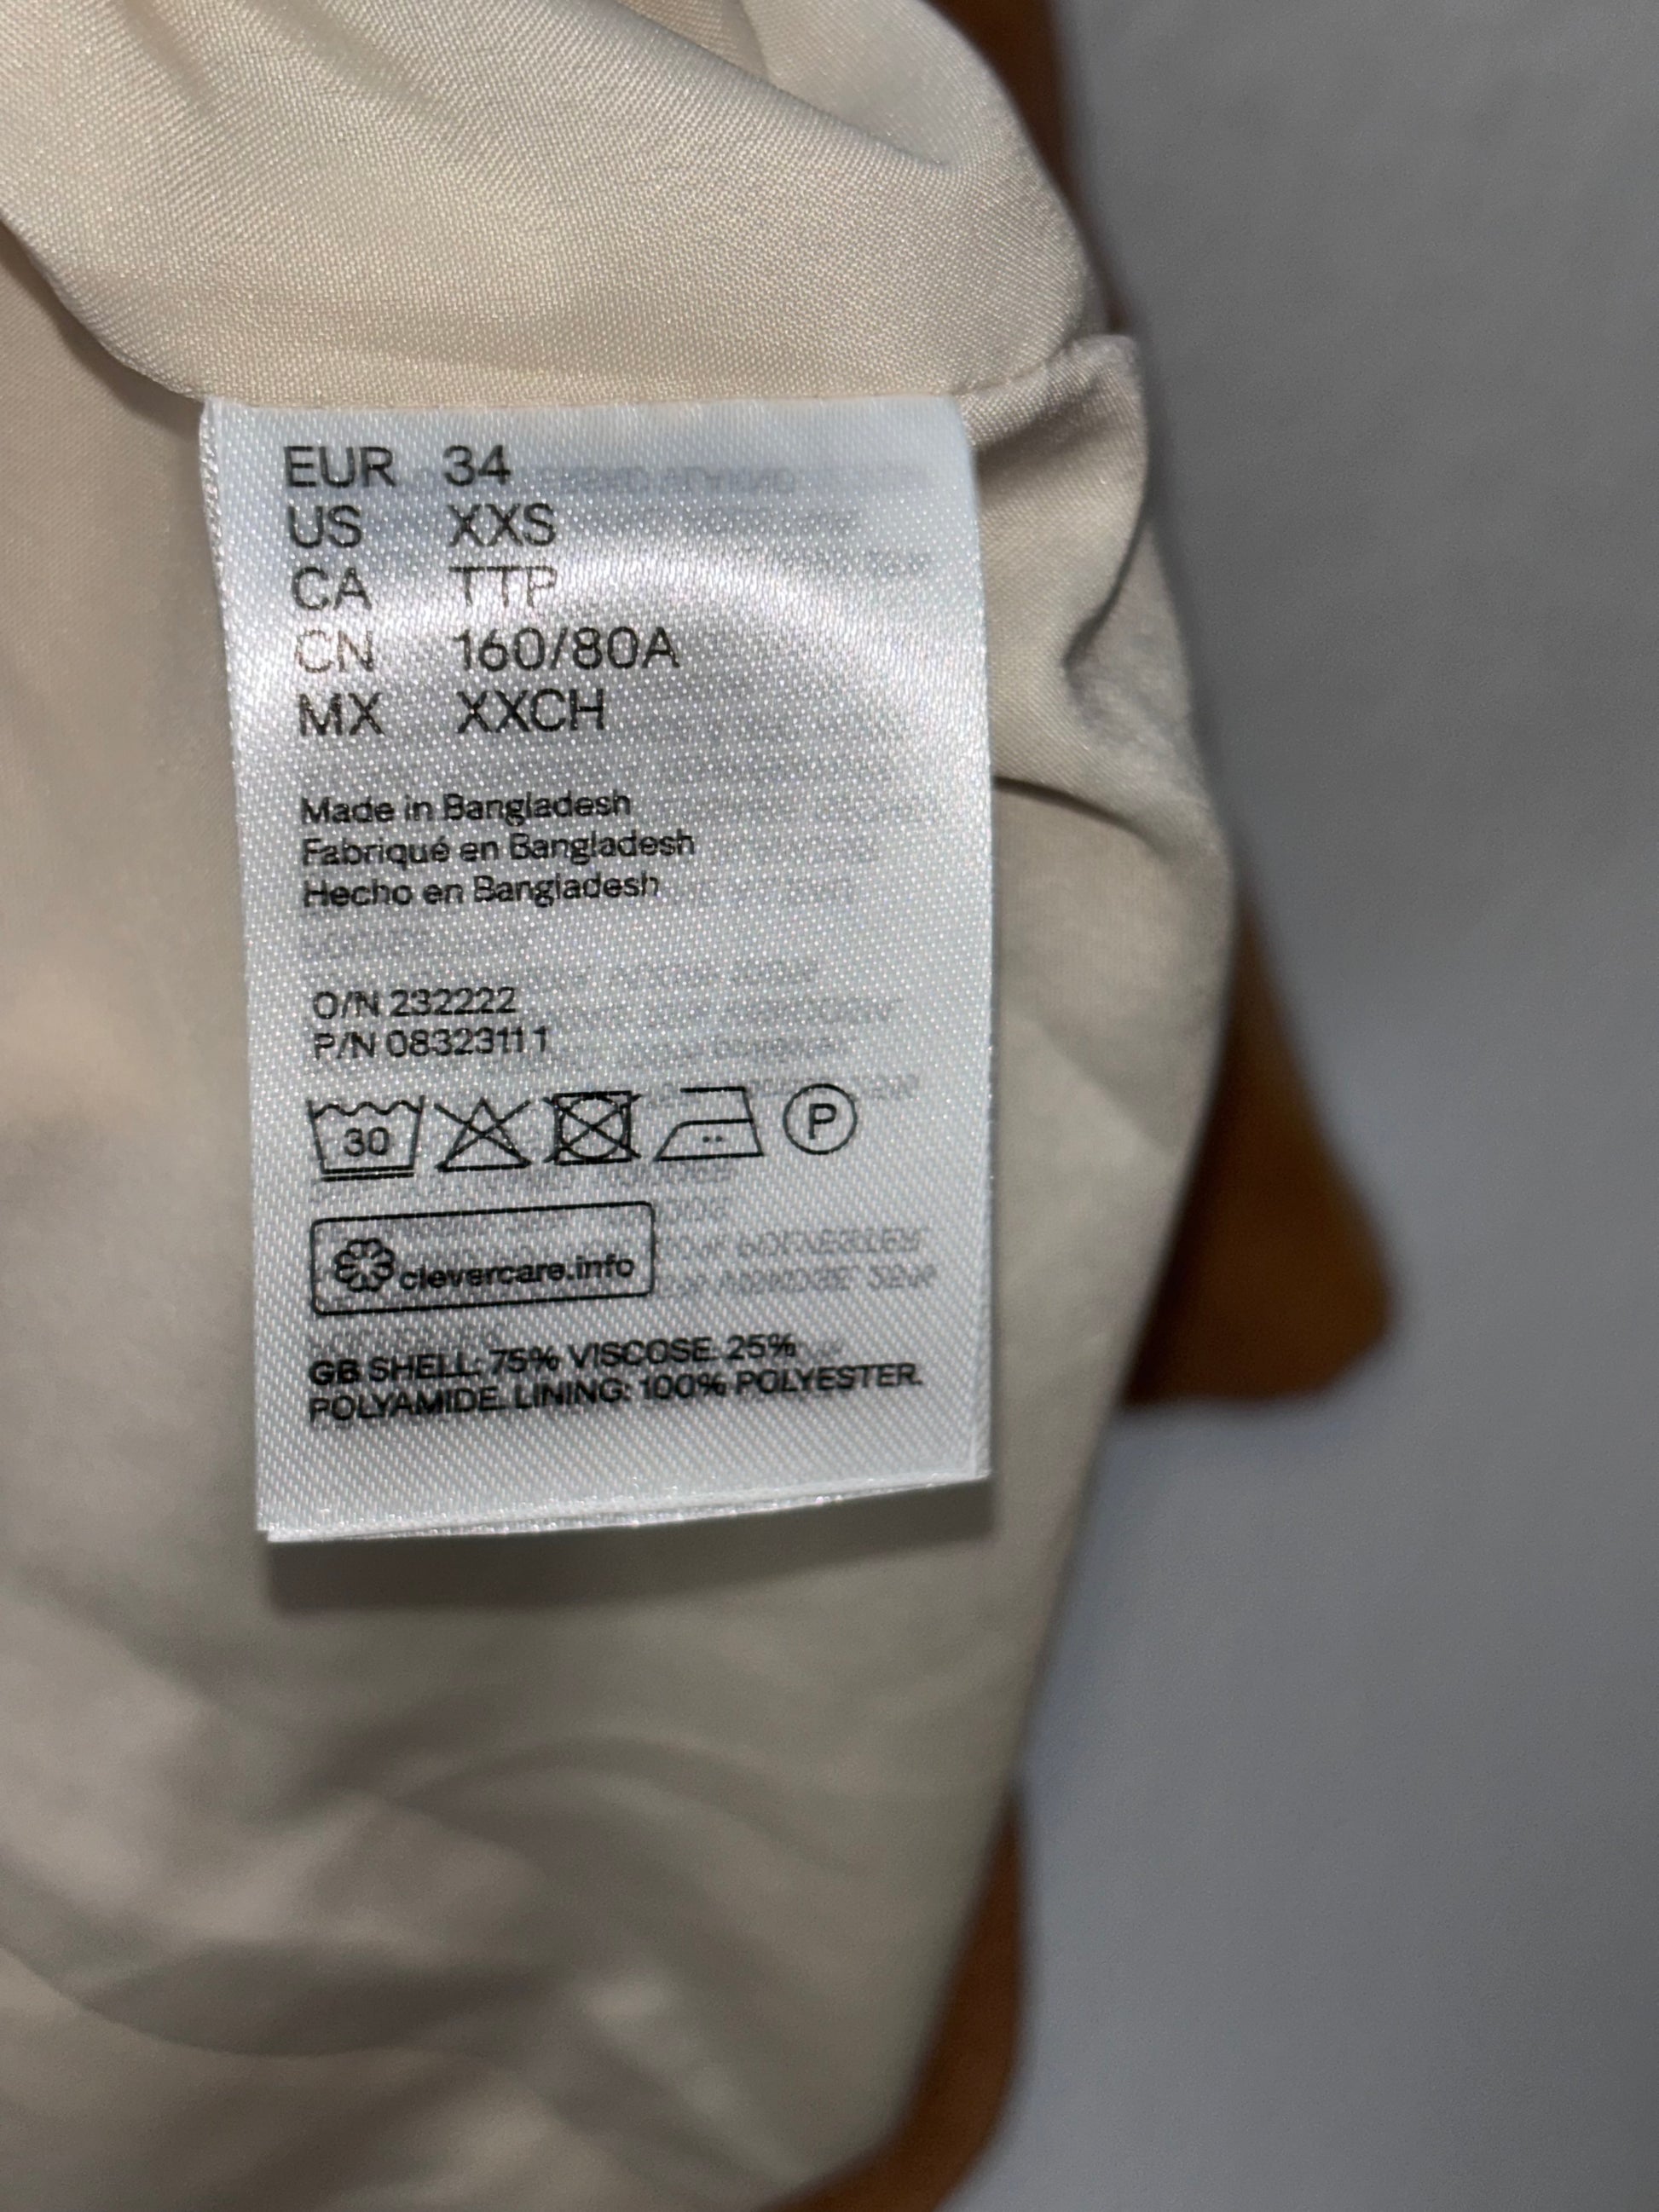 EUR 34
US XXS
CA TTP
CN 160/80A
MX XXCH
Made in Bangladesh
Fabriqué en Bangladesh
Hecho en Bangladesh
O/N 232222
P/N 08323111
30 P
clevercare.info
GB SHELL: 75% VISCOSE. 25%
POLYAMIDE. LINING: 100% POLYESTER.